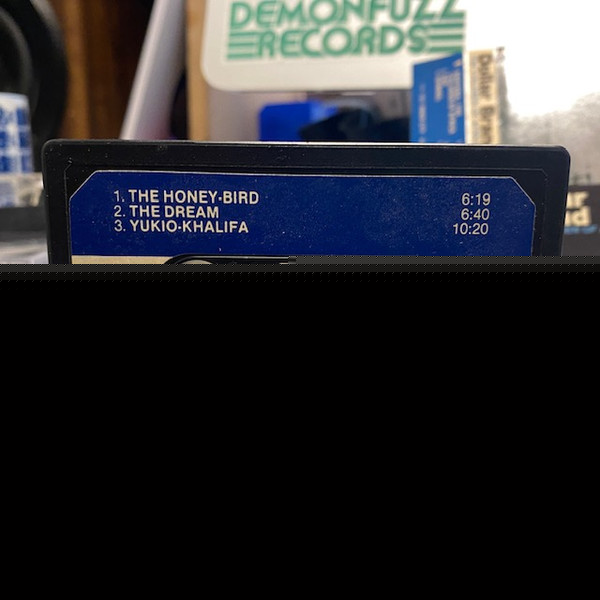 DEMONFUZZ
RECORDS
1. THE HONEY-BIRD 6:19
2. THE DREAM 6:40
3. YUKIO-KHALIFA 10:20